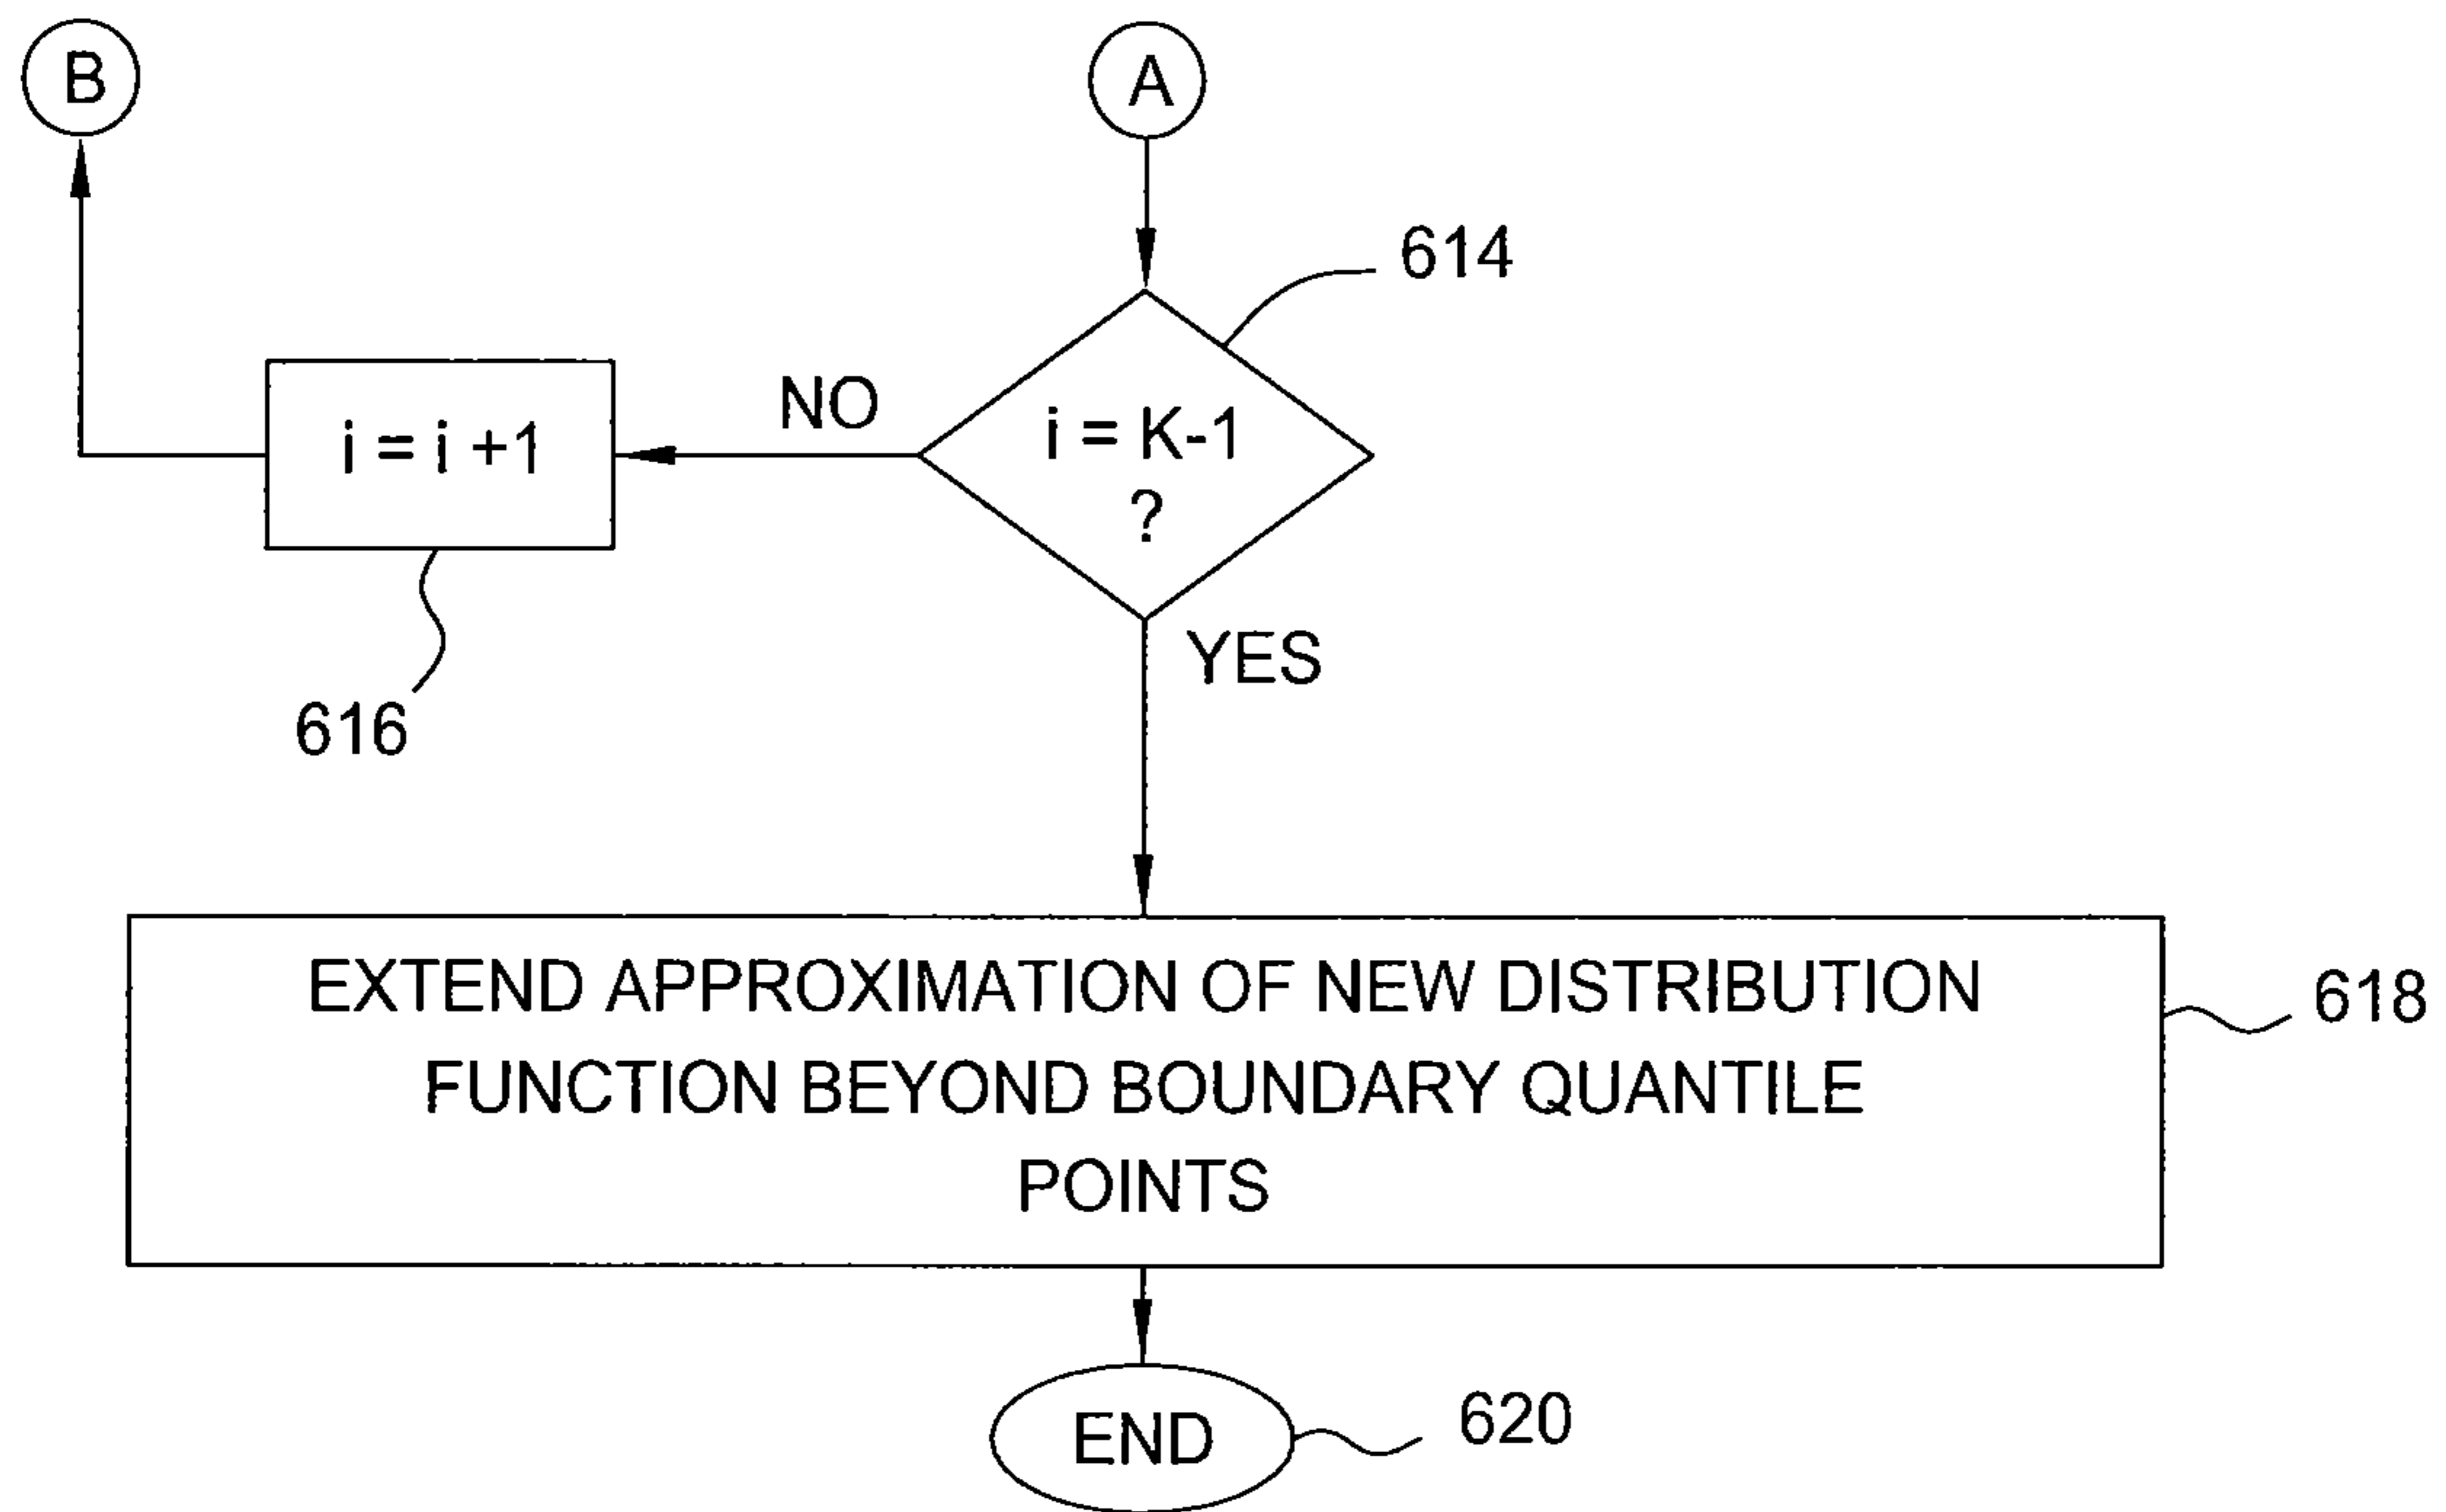 B
A
614
NO
i = K-1
?
i = i +1
YES
616
EXTEND APPROXIMATION OF NEW DISTRIBUTION
FUNCTION BEYOND BOUNDARY QUANTILE
POINTS
618
END
620